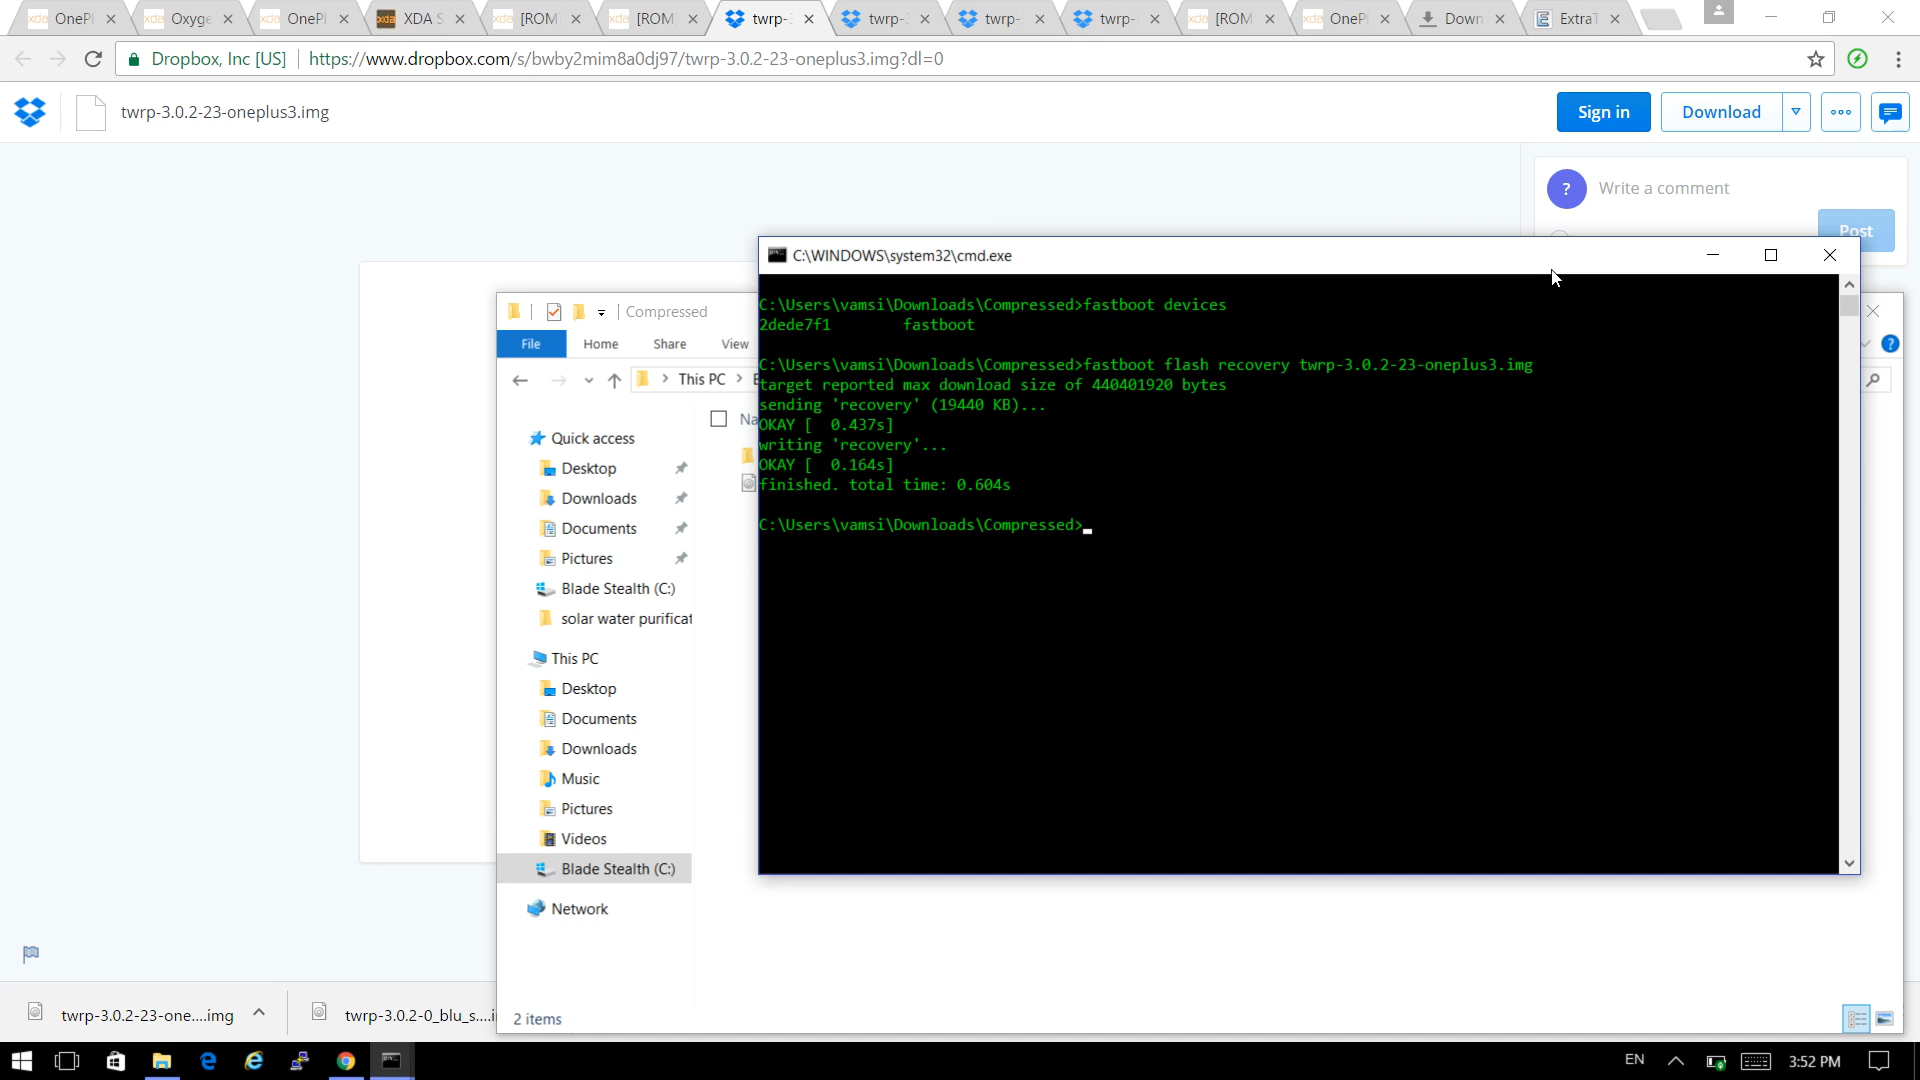 OnePl
Oxyge
OnePl
XDA S
[ROM
[ROM
twrp-
twrp-
twrp-
twrp-
[ROM
OneP
Down
ExtraT
Dropbox, Inc [US]
https://www.dropbox.com/s/bwby2mim8a0dj97/twrp-3.0.2-23-oneplus3.img?dl=0
twrp-3.0.2-23-oneplus3.img
Sign in
Download
?
Write a comment
Post
C:\WINDOWS\system32\cmd.exe
C:\Users\vamsi\Downloads\Compressed>fastboot devices
2dede7f1 fastboot
C:\Users\vamsi\Downloads\Compressed>fastboot flash recovery twrp-3.0.2-23-oneplus3.img
target reported max download size of 440401920 bytes
sending 'recovery' (19440 KB)...
OKAY [ 0.437s]
writing 'recovery'...
OKAY [ 0.164s]
finished. total time: 0.604s
C:\Users\vamsi\Downloads\Compressed>
Compressed
File
Home
Share
View
This PC
Na
Quick access
Desktop
Downloads
Documents
Pictures
Blade Stealth (C:)
solar water purificat
This PC
Desktop
Documents
Downloads
Music
Pictures
Videos
Blade Stealth (C:)
Network
2 items
twrp-3.0.2-23-one....img
twrp-3.0.2-0_blu_s....i
EN
3:52 PM